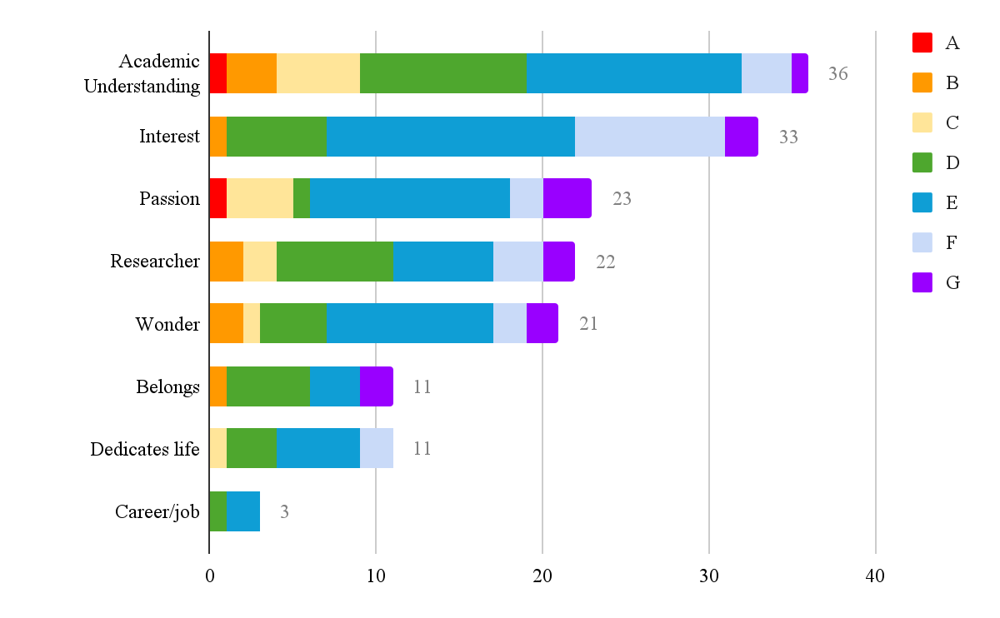 Academic
Understanding
36
Interest
33
Passion
23
Researcher
22
Wonder
21
Belongs
11
Dedicates life
11
Career/job
3
0 10 20 30 40
A
B
C
D
E
F
G